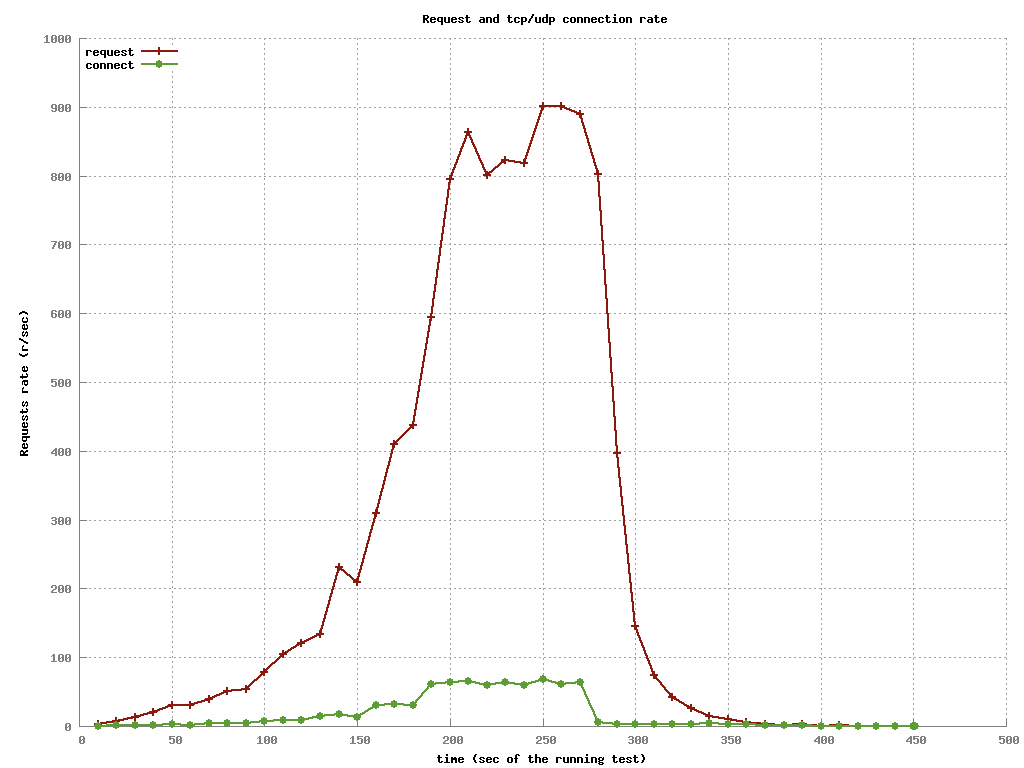 Request and tcp/udp connection rate
request
connect
1000
900
800
700
600
500
400
300
200
100
0
Requests rate (r/sec)
0 50 100 150 200 250 300 350 400 450 500
time (sec of the running test)